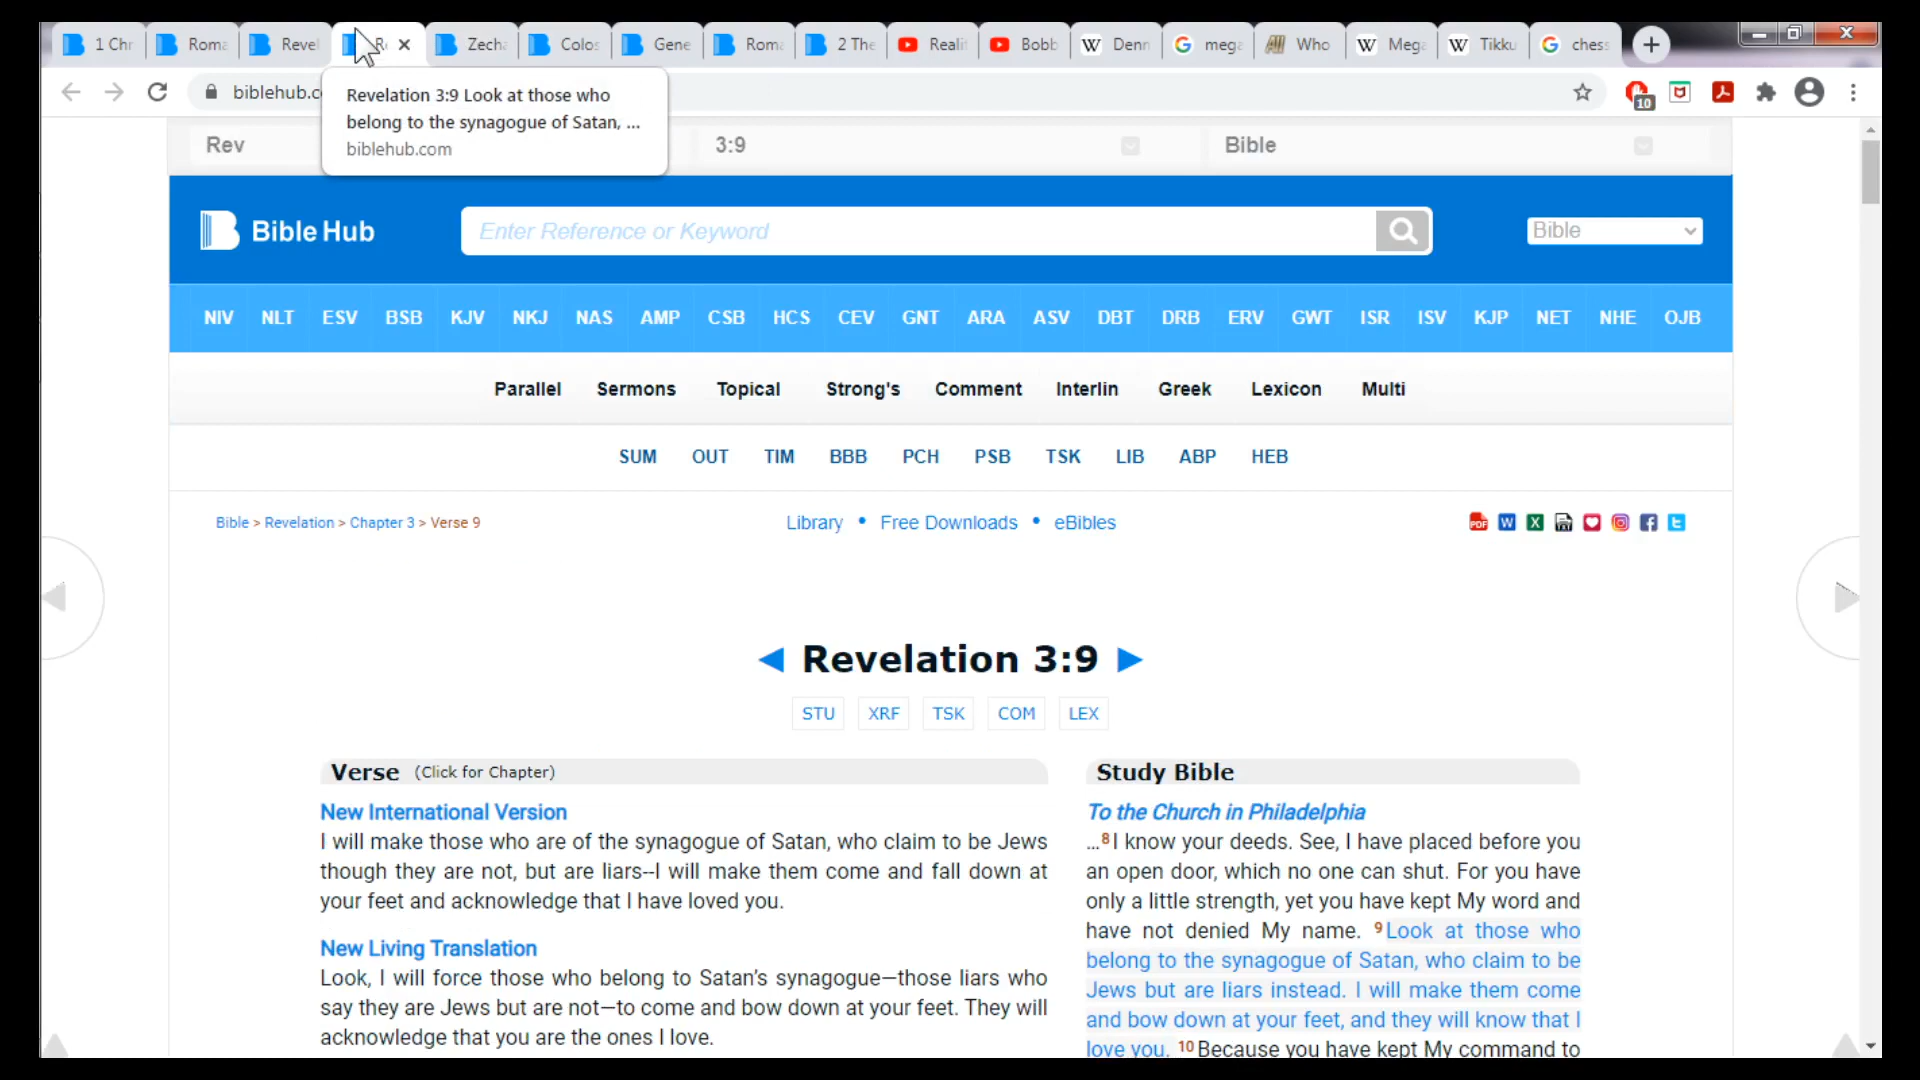 1 Chr
Roma
Revel
Re
Zecha
Colos
Gene
Roma
2 The
Realit
Bobb
Denn
mega
Who
Mega
Tikku
chess
biblehub.c
10
Revelation 3:9 Look at those who
belong to the synagogue of Satan, ...
biblehub.com
Rev
3:9
Bible
Bible Hub
Enter Reference or Keyword
Bible
NIV NLT ESV BSB KJV NKJ NAS AMP CSB HCS CEV GNT ARA ASV DBT DRB ERV GWT ISR ISV KJP NET NHE OJB
Parallel Sermons Topical Strong's Comment Interlin Greek Lexicon Multi
SUM OUT TIM BBB PCH PSB TSK LIB ABP HEB
Bible > Revelation > Chapter 3 > Verse 9
Library • Free Downloads • eBibles
◄ Revelation 3:9 ►
STU XRF TSK COM LEX
Verse (Click for Chapter)
New International Version
I will make those who are of the synagogue of Satan, who claim to be Jews
though they are not, but are liars--I will make them come and fall down at
your feet and acknowledge that I have loved you.
New Living Translation
Look, I will force those who belong to Satan's synagogue—those liars who
say they are Jews but are not—to come and bow down at your feet. They will
acknowledge that you are the ones I love.
Study Bible
To the Church in Philadelphia
...8I know your deeds. See, I have placed before you
an open door, which no one can shut. For you have
only a little strength, yet you have kept My word and
have not denied My name. 9Look at those who
belong to the synagogue of Satan, who claim to be
Jews but are liars instead. I will make them come
and bow down at your feet, and they will know that I
love you. 10Because you have kept My command to